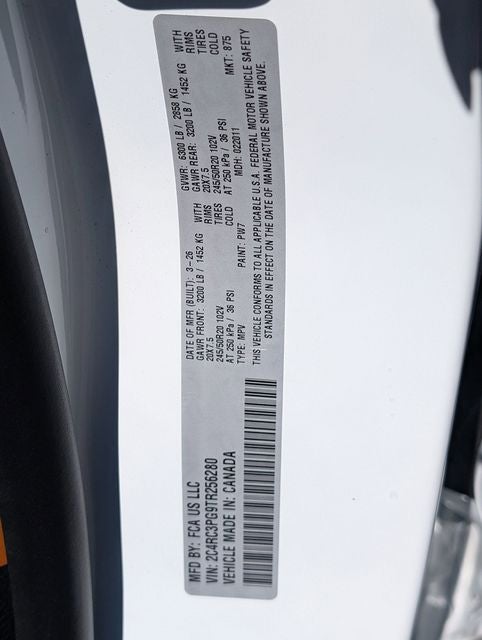 MFD BY: FCA US LLC
VIN: 2C4RC3PG9TR256280
VEHICLE MADE IN: CANADA
DATE OF MFR (BUILT): 3-26 GVWR: 6300 LB / 2858 KG
GAWR FRONT: 3200 LB / 1452 KG WITH GAWR REAR: 3200 LB / 1452 KG WITH
20X7.5 RIMS 20X7.5 RIMS
245/50R20 102V TIRES 245/50R20 102V TIRES
AT 250 kPa / 36 PSI COLD AT 250 kPa / 36 PSI COLD
TYPE: MPV PAINT: PW7 MDH: 022011 MKT: 875
THIS VEHICLE CONFORMS TO ALL APPLICABLE U.S.A. FEDERAL MOTOR VEHICLE SAFETY
STANDARDS IN EFFECT ON THE DATE OF MANUFACTURE SHOWN ABOVE.